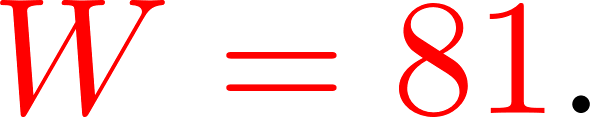 W = 81.